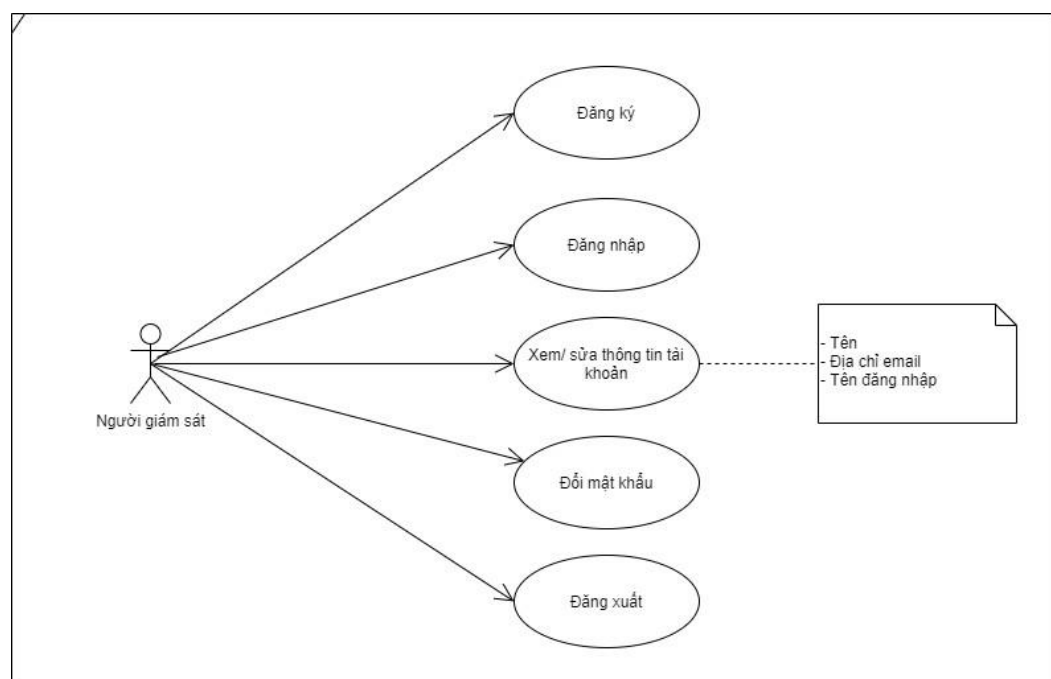 Đăng ký
Đăng nhập
Xem/ sửa thông tin tài
khoản
- Tên
- Địa chỉ email
- Tên đăng nhập
Người giám sát
Đổi mật khẩu
Đăng xuất